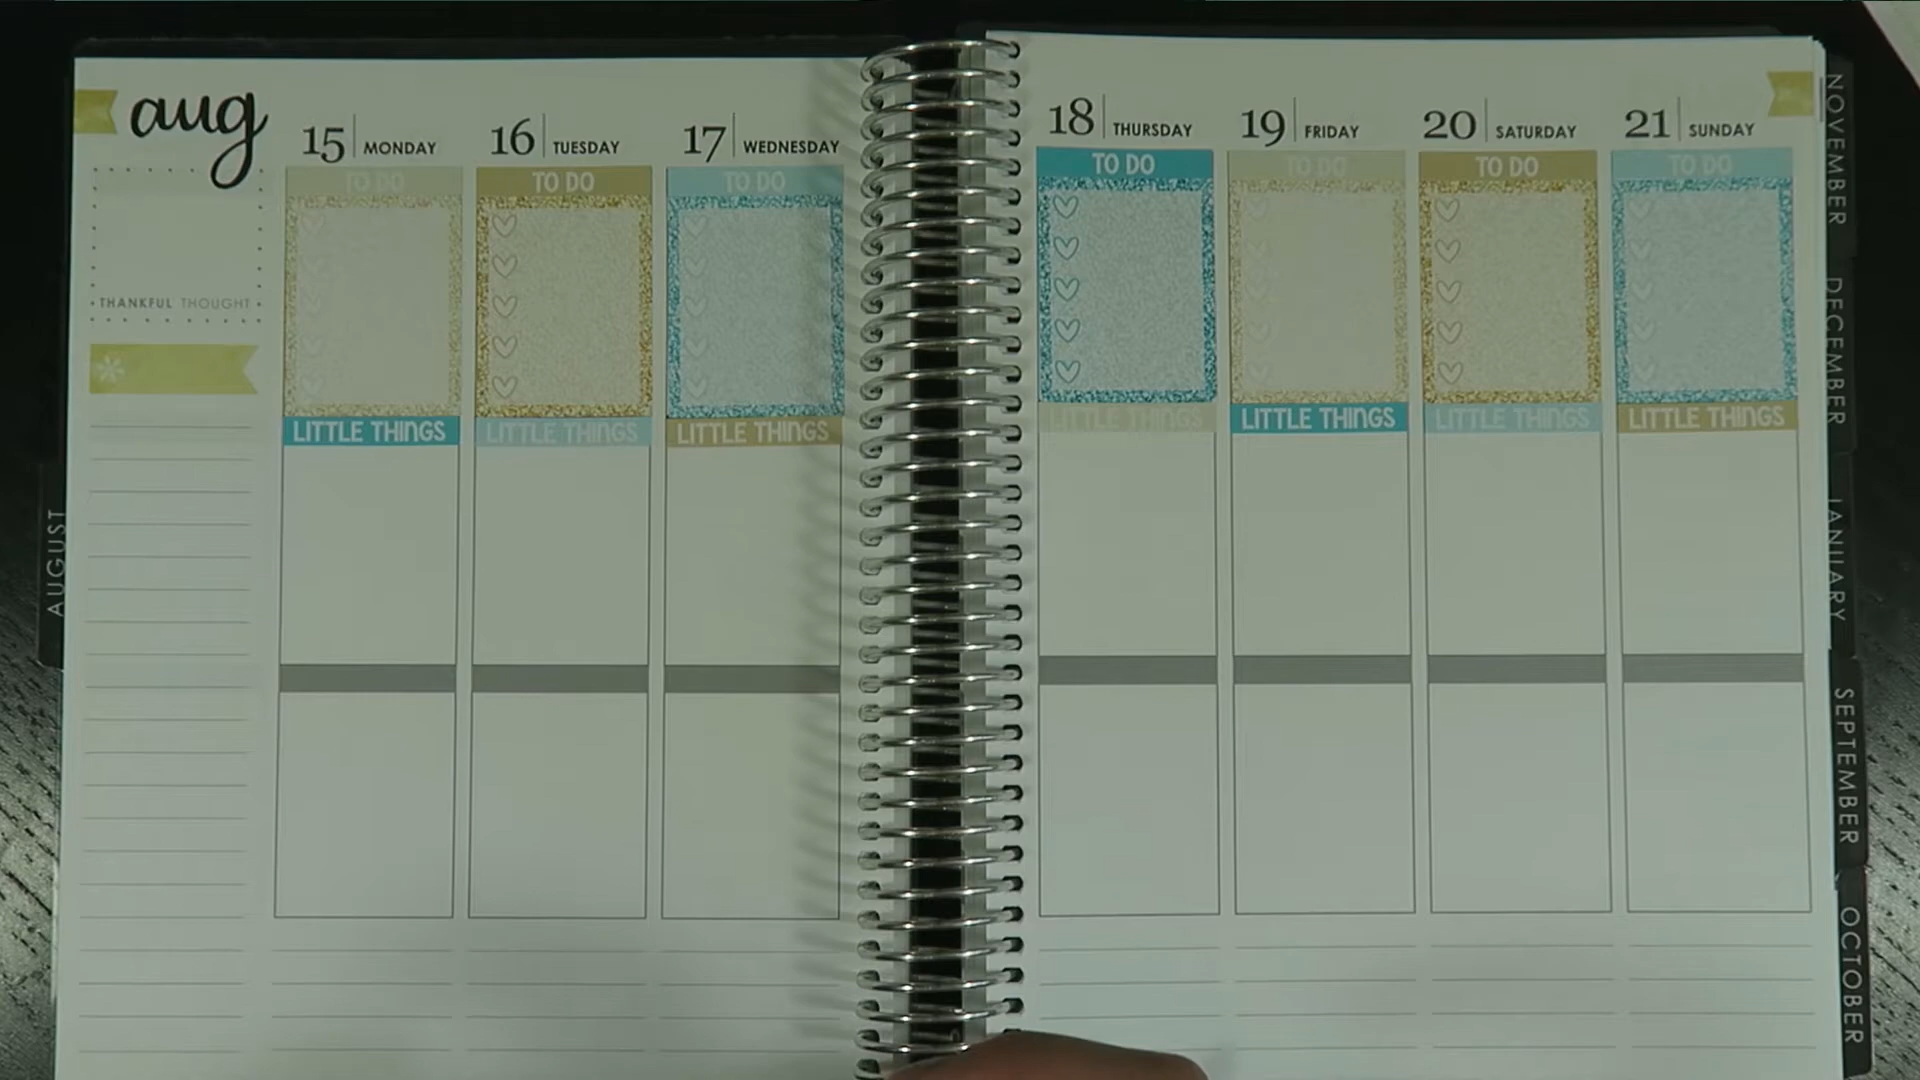 aug
15 MONDAY
16 TUESDAY
17 WEDNESDAY
18 THURSDAY
19 FRIDAY
20 SATURDAY
21 SUNDAY
TO DO
TO DO
TO DO
TO DO
TO DO
TO DO
TO DO
THANKFUL THOUGHT
LITTLE THINGS
LITTLE THINGS
LITTLE THINGS
LITTLE THINGS
LITTLE THINGS
LITTLE THINGS
LITTLE THINGS
AUGUST
NOVEMBER
DECEMBER
JANUARY
SEPTEMBER
OCTOBER